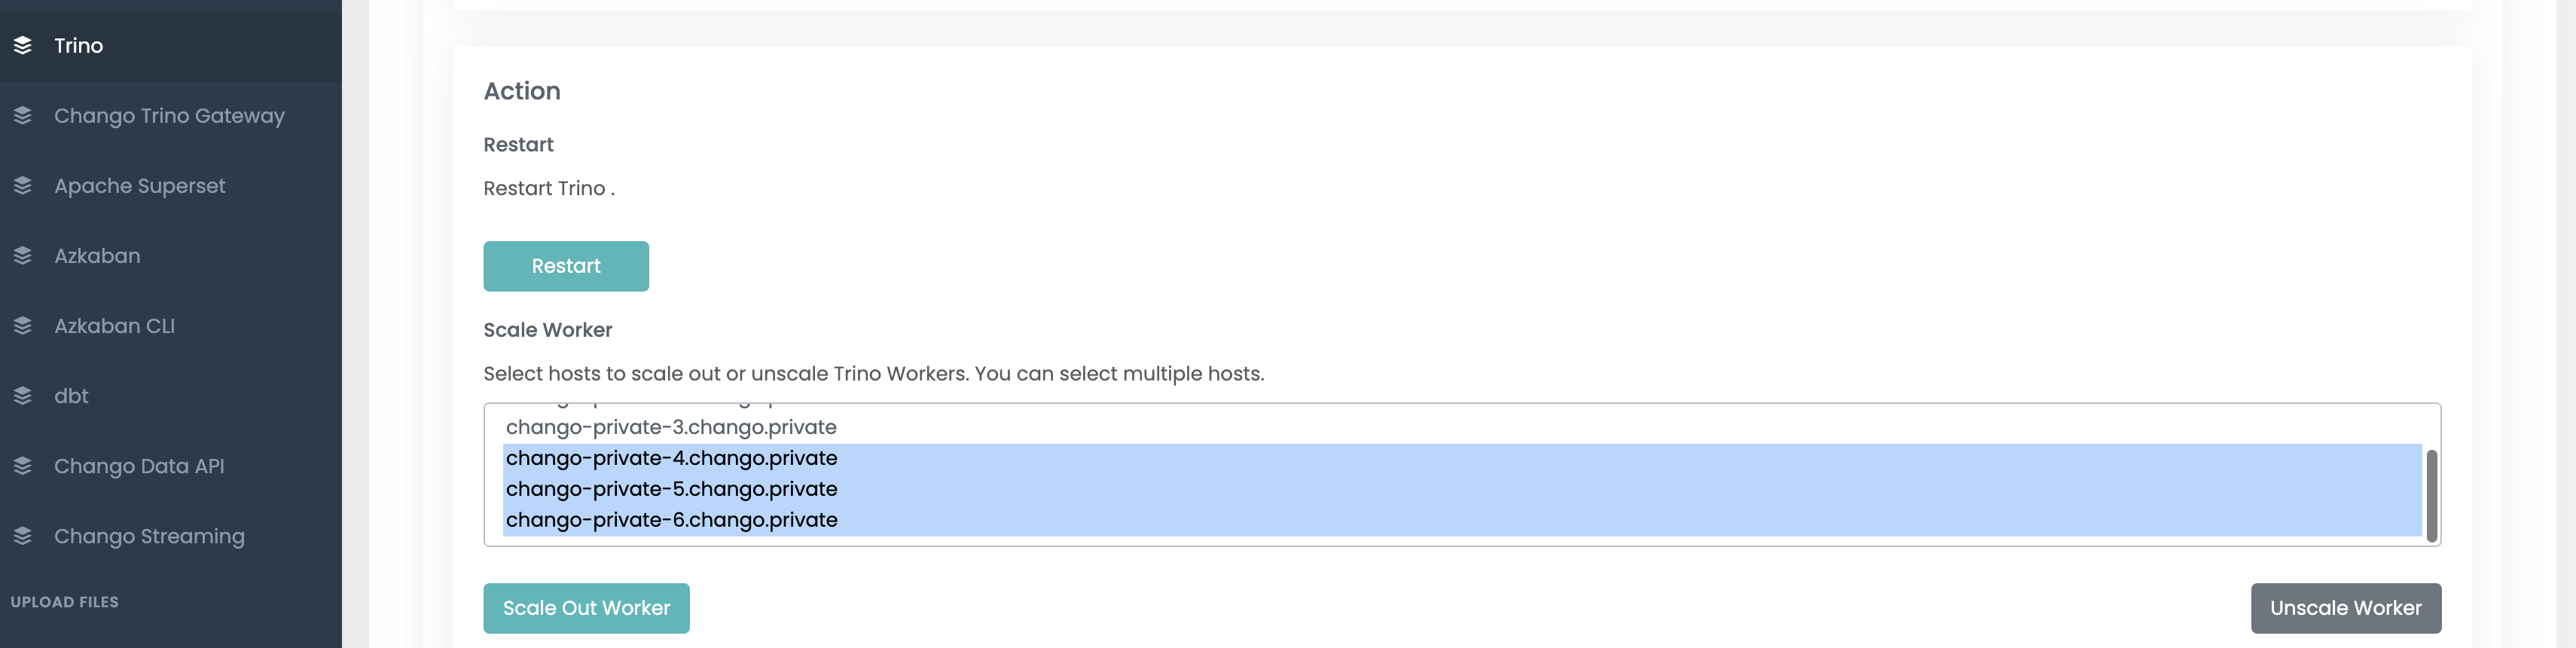 Trino
Chango Trino Gateway
Apache Superset
Azkaban
Azkaban CLI
dbt
Chango Data API
Chango Streaming
UPLOAD FILES
Action
Restart
Restart Trino .
Restart
Scale Worker
Select hosts to scale out or unscale Trino Workers. You can select multiple hosts.
chango-private-3.chango.private
chango-private-4.chango.private
chango-private-5.chango.private
chango-private-6.chango.private
Scale Out Worker
Unscale Worker